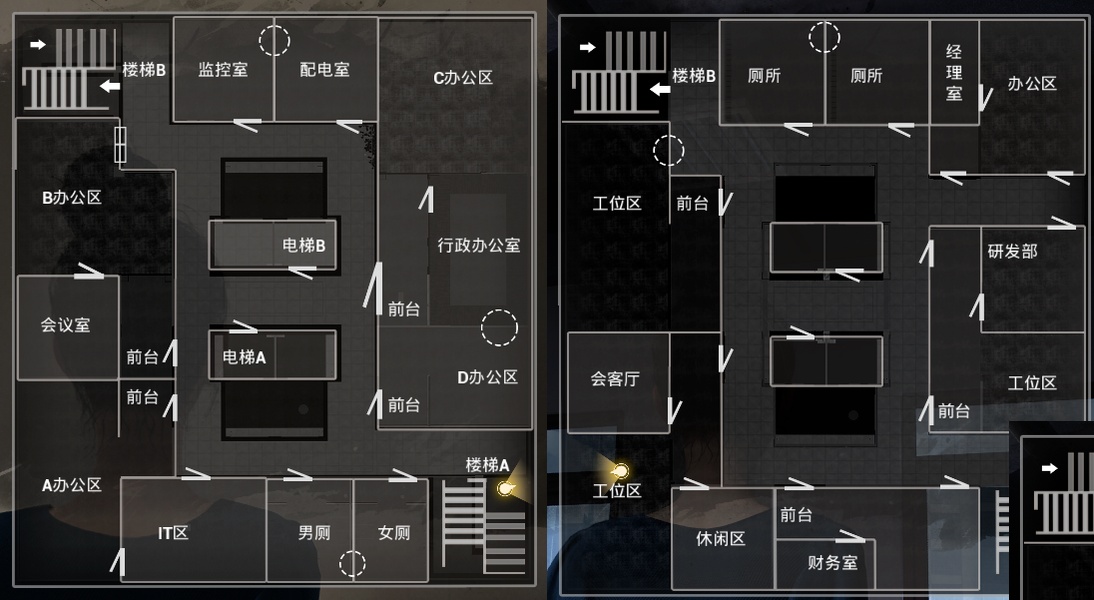 楼梯B
监控室
配电室
C办公区
B办公区
电梯B
行政办公室
前台
会议室
前台
电梯A
D办公区
前台
前台
楼梯A
A办公区
IT区
男厕
女厕
楼梯B
厕所
厕所
经理室
办公区
工位区
前台
研发部
会客厅
工位区
前台
工位区
前台
休闲区
财务室